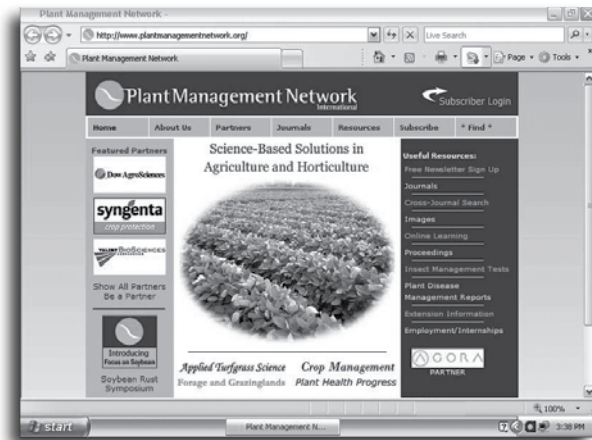 Plant Management Network -
http://www.plantmanagementnetwork.org/
Live Search
Plant Management Network
Page
Tools
Plant Management Network
International
Subscriber Login
Home About Us Partners Journals Resources Subscribe * Find *
Featured Partners
Dow AgroSciences
syngenta
crop protection
BIOSCIENCES
Show All Partners
Be a Partner
Introducing
Focus on Soybean
Soybean Rust
Symposium
Science-Based Solutions in
Agriculture and Horticulture
Applied Turfgrass Science Crop Management
Forage and Grazinglands Plant Health Progress
Useful Resources:
Free Newsletter Sign Up
Journals
Cross-Journal Search
Images
Online Learning
Proceedings
Insect Management Tests
Plant Disease
Management Reports
Extension Information
Employment/Internships
AGORA
PARTNER
100%
start
Plant Management N...
3:38 PM